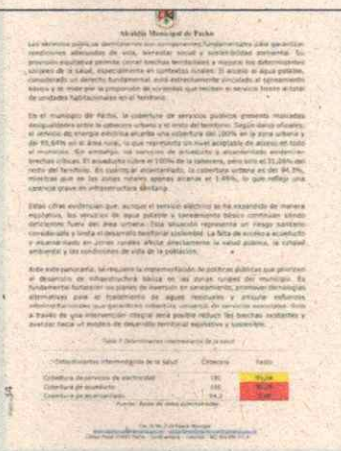 Alcaldía Municipal de Pacho
Los servicios públicos domiciliarios son componentes fundamentales para garantizar
condiciones adecuadas de vida, bienestar social y sostenibilidad ambiental. Su
provisión equitativa permite cerrar brechas territoriales y mejorar los determinantes
sociales de la salud, especialmente en contextos rurales. El acceso al agua potable,
considerado un derecho fundamental, está estrechamente vinculado al saneamiento
básico y se mide por la proporción de viviendas que reciben el servicio frente al total
de unidades habitacionales en el territorio.
En el municipio de Pacho, la cobertura de servicios públicos presenta marcadas
desigualdades entre la cabecera urbana y el resto del territorio. Según datos oficiales,
el servicio de energía eléctrica alcanza una cobertura del 100% en la zona urbana y
del 99,64% en el área rural, lo que representa un nivel aceptable de acceso en todo
el municipio. Sin embargo, los servicios de acueducto y alcantarillado evidencian
brechas críticas. El acueducto cubre el 100% de la cabecera, pero solo el
resto del territorio. En cuanto al alcantarillado, la cobertura urbana es del 94,3%,
mientras que en las zonas rurales apenas alcanza el lo que refleja una
carencia grave en infraestructura sanitaria.
Estas cifras evidencian que, aunque el servicio eléctrico se ha expandido de manera
equitativa, los servicios de agua potable y saneamiento básico continúan siendo
deficientes fuera del área urbana. Esta situación representa un riesgo sanitario
considerable y limita el desarrollo territorial sostenible. La falta de acceso a acueducto
y alcantarillado en zonas rurales afecta directamente la salud pública, la calidad
ambiental y las condiciones de vida de la población.
Ante este panorama, se requiere la implementación de políticas públicas que prioricen
el desarrollo de infraestructura básica en las zonas rurales del municipio. Es
fundamental fortalecer los planes de inversión en saneamiento, promover tecnologías
alternativas para el tratamiento de aguas residuales y articular esfuerzos
interinstitucionales que garanticen cobertura universal de servicios esenciales. Solo
a través de una intervención integral será posible reducir las brechas existentes y
avanzar hacia un modelo de desarrollo territorial equitativo y sostenible.
Determinantes intermedios de la salud
Determinantes intermedios de la salud Cabecera Resto
Cobertura de servicios de electricidad 100
Cobertura de acueducto 100
Cobertura de alcantarillado 94,3
34